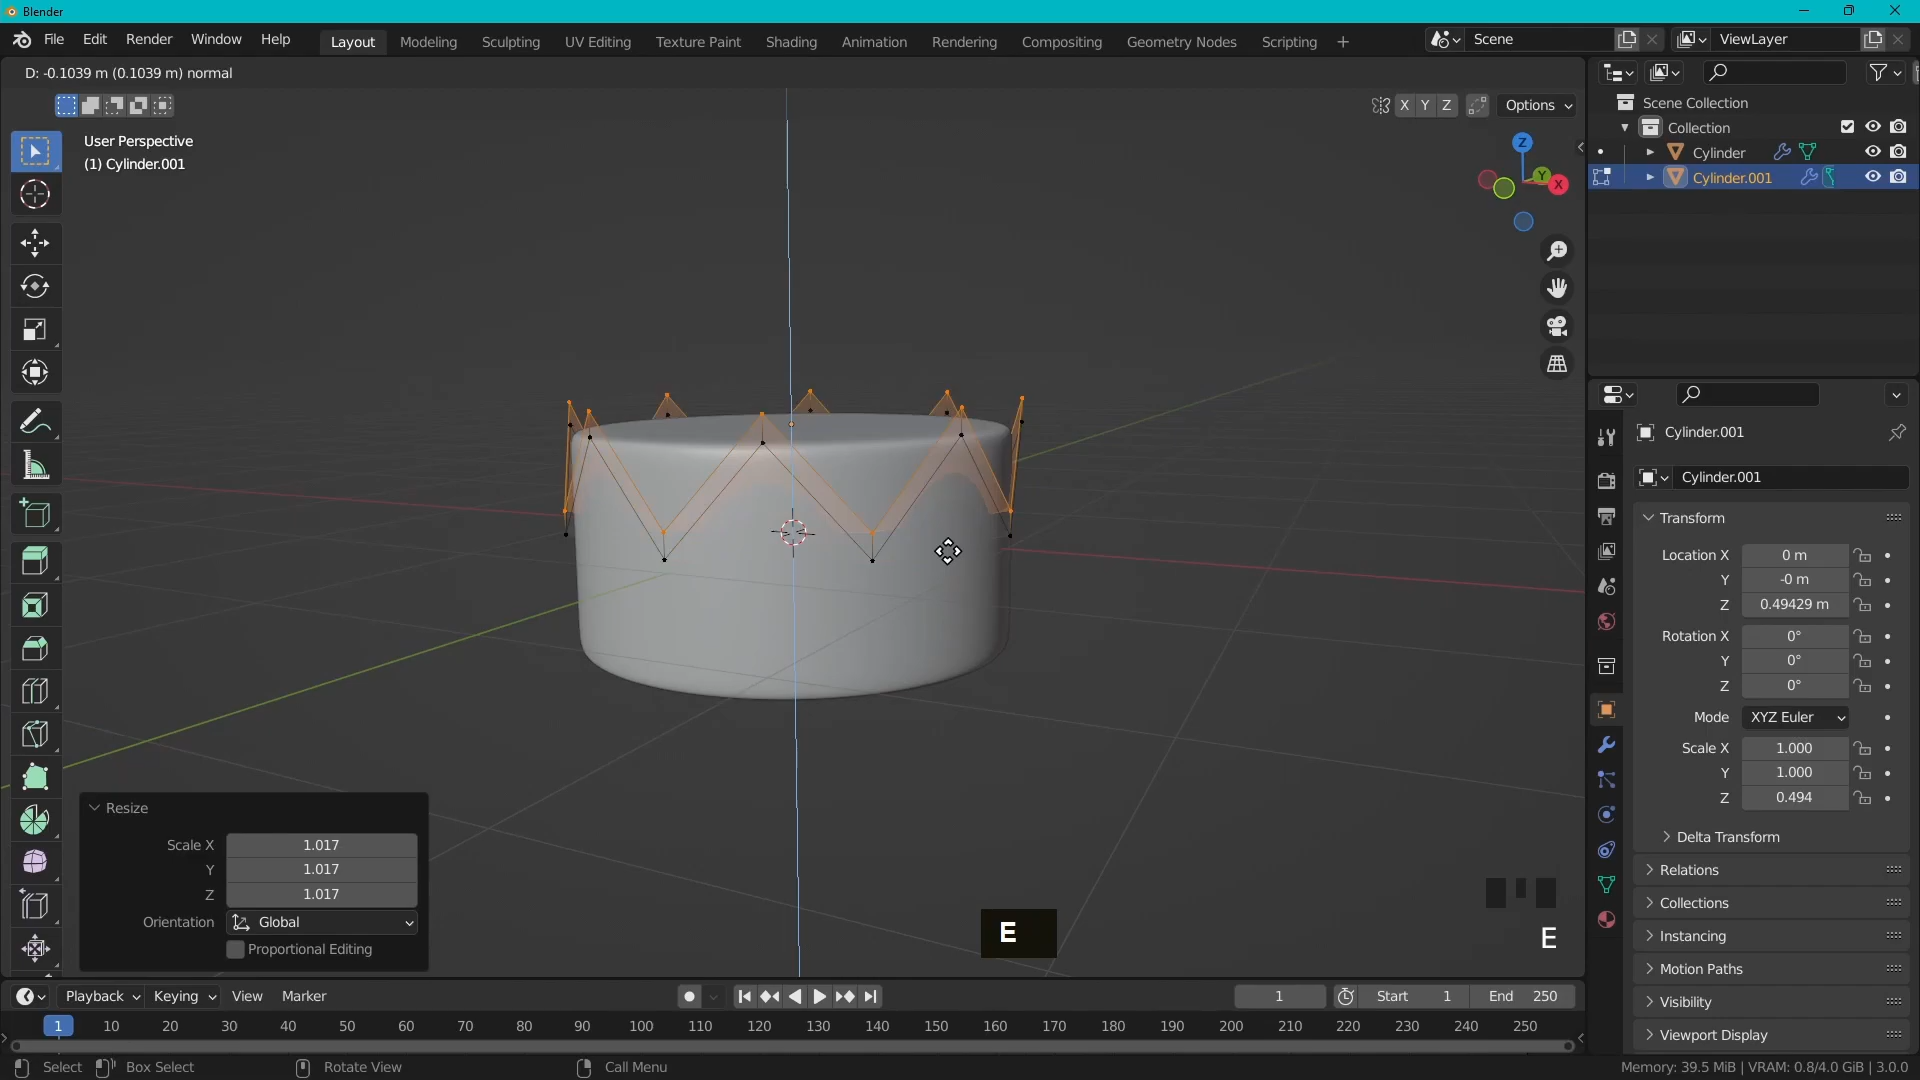 Blender
File Edit Render Window Help
Layout Modeling Sculpting UV Editing Texture Paint Shading Animation Rendering Compositing Geometry Nodes Scripting +
Scene
ViewLayer
D: -0.1039 m (0.1039 m) normal
X Y Z
Options
User Perspective
(1) Cylinder.001
Z
Y
X
Scene Collection
Collection
Cylinder
Cylinder.001
Cylinder.001
Cylinder.001
Transform
Location X 0 m
Y -0 m
Z 0.49429 m
Rotation X 0°
Y 0°
Z 0°
Mode XYZ Euler
Scale X 1.000
Y 1.000
Z 0.494
Delta Transform
Relations
Collections
Instancing
Motion Paths
Visibility
Viewport Display
Resize
Scale X 1.017
Y 1.017
Z 1.017
Orientation Global
Proportional Editing
E
E
Playback Keying View Marker
1
Start 1
End 250
1 10 20 30 40 50 60 70 80 90 100 110 120 130 140 150 160 170 180 190 200 210 220 230 240 250
Select Box Select Rotate View Call Menu
Memory: 39.5 MiB | VRAM: 0.8/4.0 GiB | 3.0.0